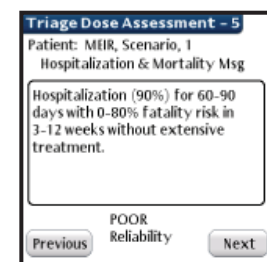 Triage Dose Assessment - 5
Patient: MEIR, Scenario, 1
Hospitalization & Mortality Msg
Hospitalization (90%) for 60-90
days with 0-80% fatality risk in
3-12 weeks without extensive
treatment.
POOR
Reliability
Previous
Next